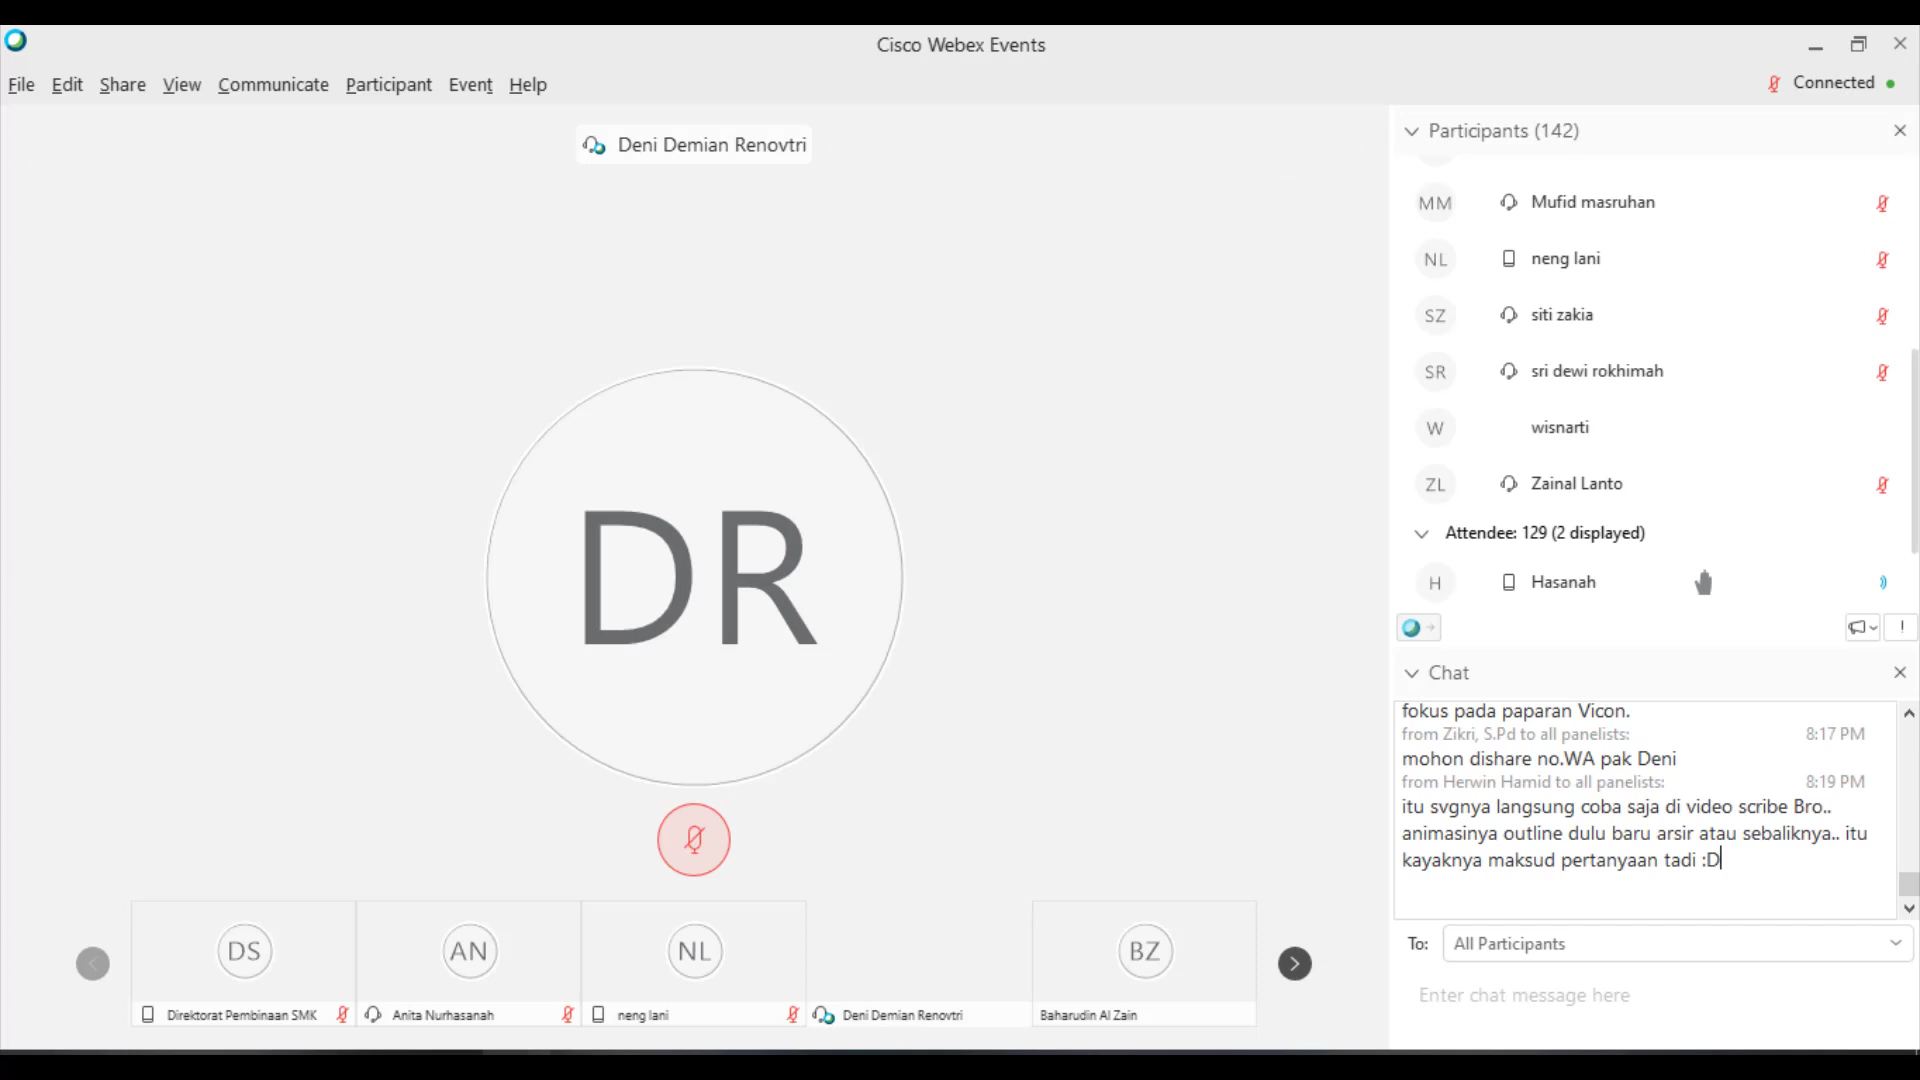 Cisco Webex Events
File Edit Share View Communicate Participant Event Help
Connected
Deni Demian Renovtri
DR
DS
Direktorat Pembinaan SMK
AN
Anita Nurhasanah
NL
neng lani
Deni Demian Renovtri
BZ
Baharudin Al Zain
Participants (142)
MM Mufid masruhan
NL neng lani
SZ siti zakia
SR sri dewi rokhimah
W wisnarti
ZL Zainal Lanto
Attendee: 129 (2 displayed)
H Hasanah
!
Chat
fokus pada paparan Vicon.
from Zikri, S.Pd to all panelists: 8:17 PM
mohon dishare no.WA pak Deni
from Herwin Hamid to all panelists: 8:19 PM
itu svgnya langsung coba saja di video scribe Bro..
animasinya outline dulu baru arsir atau sebaliknya.. itu
kayaknya maksud pertanyaan tadi :D
To: All Participants
Enter chat message here